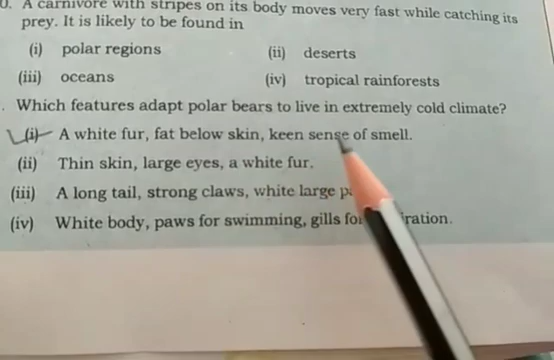 0. A carnivore with stripes on its body moves very fast while catching its
prey. It is likely to be found in
(i) polar regions (ii) deserts
(iii) oceans (iv) tropical rainforests
. Which features adapt polar bears to live in extremely cold climate?
(i) A white fur, fat below skin, keen sense of smell.
(ii) Thin skin, large eyes, a white fur.
(iii) A long tail, strong claws, white large
(iv) White body, paws for swimming, gills